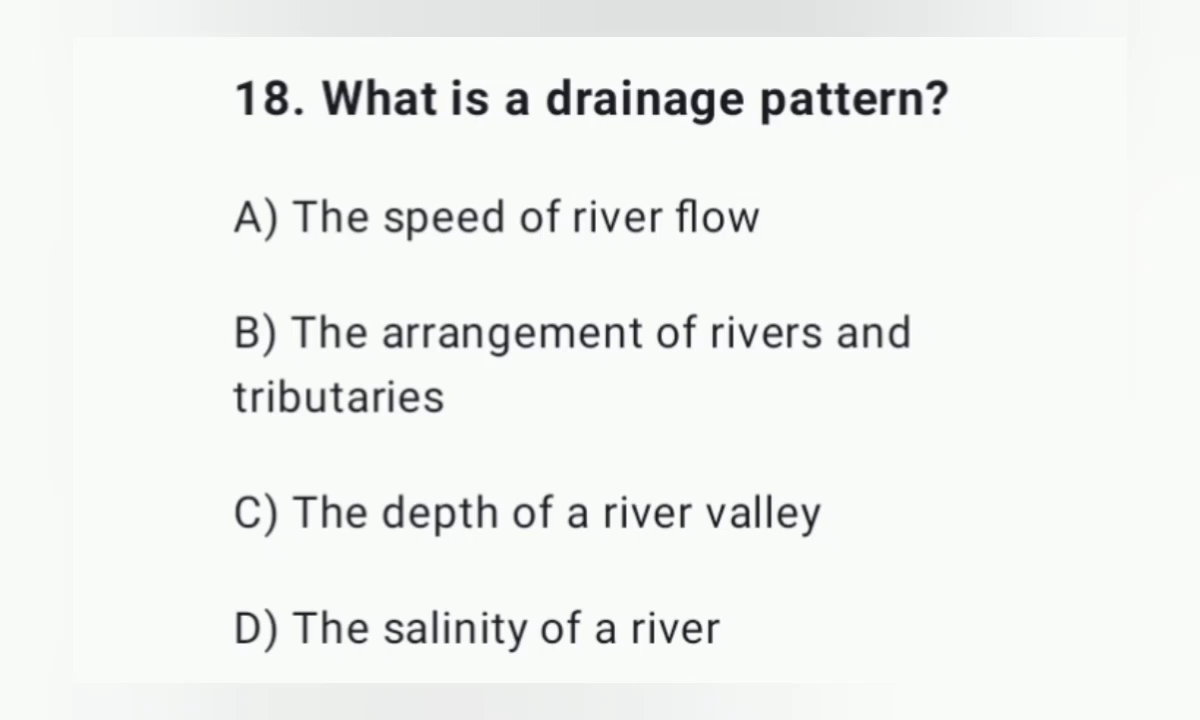 18. What is a drainage pattern?
A) The speed of river flow
B) The arrangement of rivers and
tributaries
C) The depth of a river valley
D) The salinity of a river